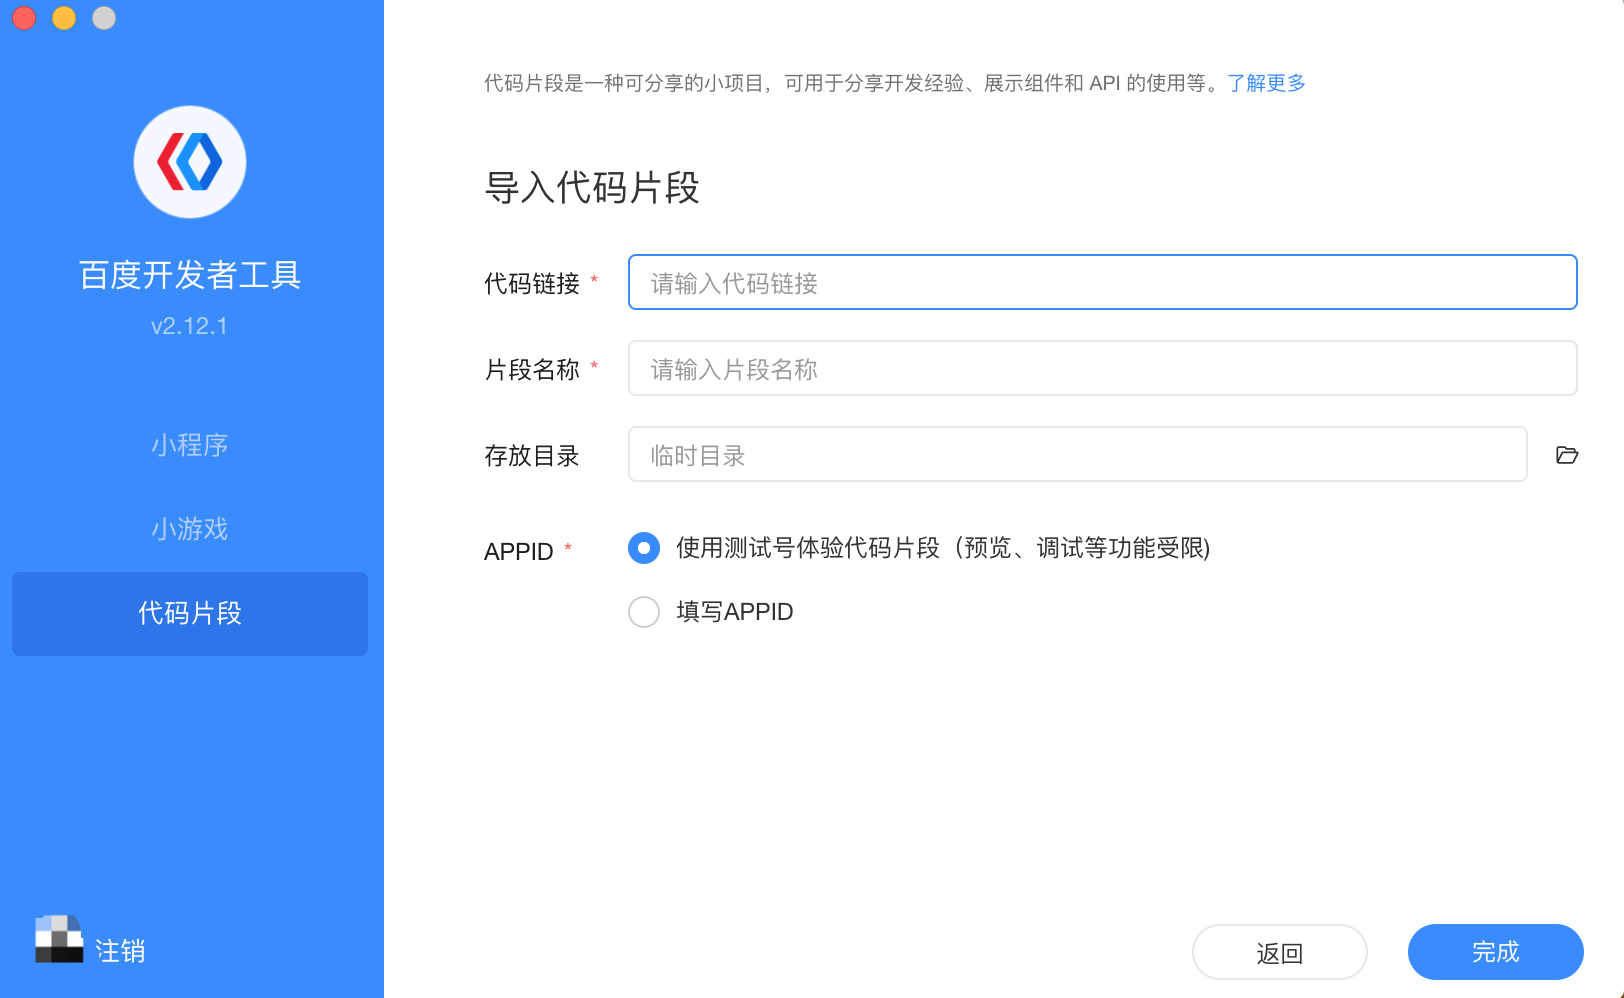 百度开发者工具
v2.12.1
小程序
小游戏
代码片段
注销
代码片段是一种可分享的小项目，可用于分享开发经验、展示组件和 API 的使用等。了解更多
导入代码片段
代码链接 * 请输入代码链接
片段名称 * 请输入片段名称
存放目录 临时目录
APPID * 使用测试号体验代码片段（预览、调试等功能受限)
填写APPID
返回 完成